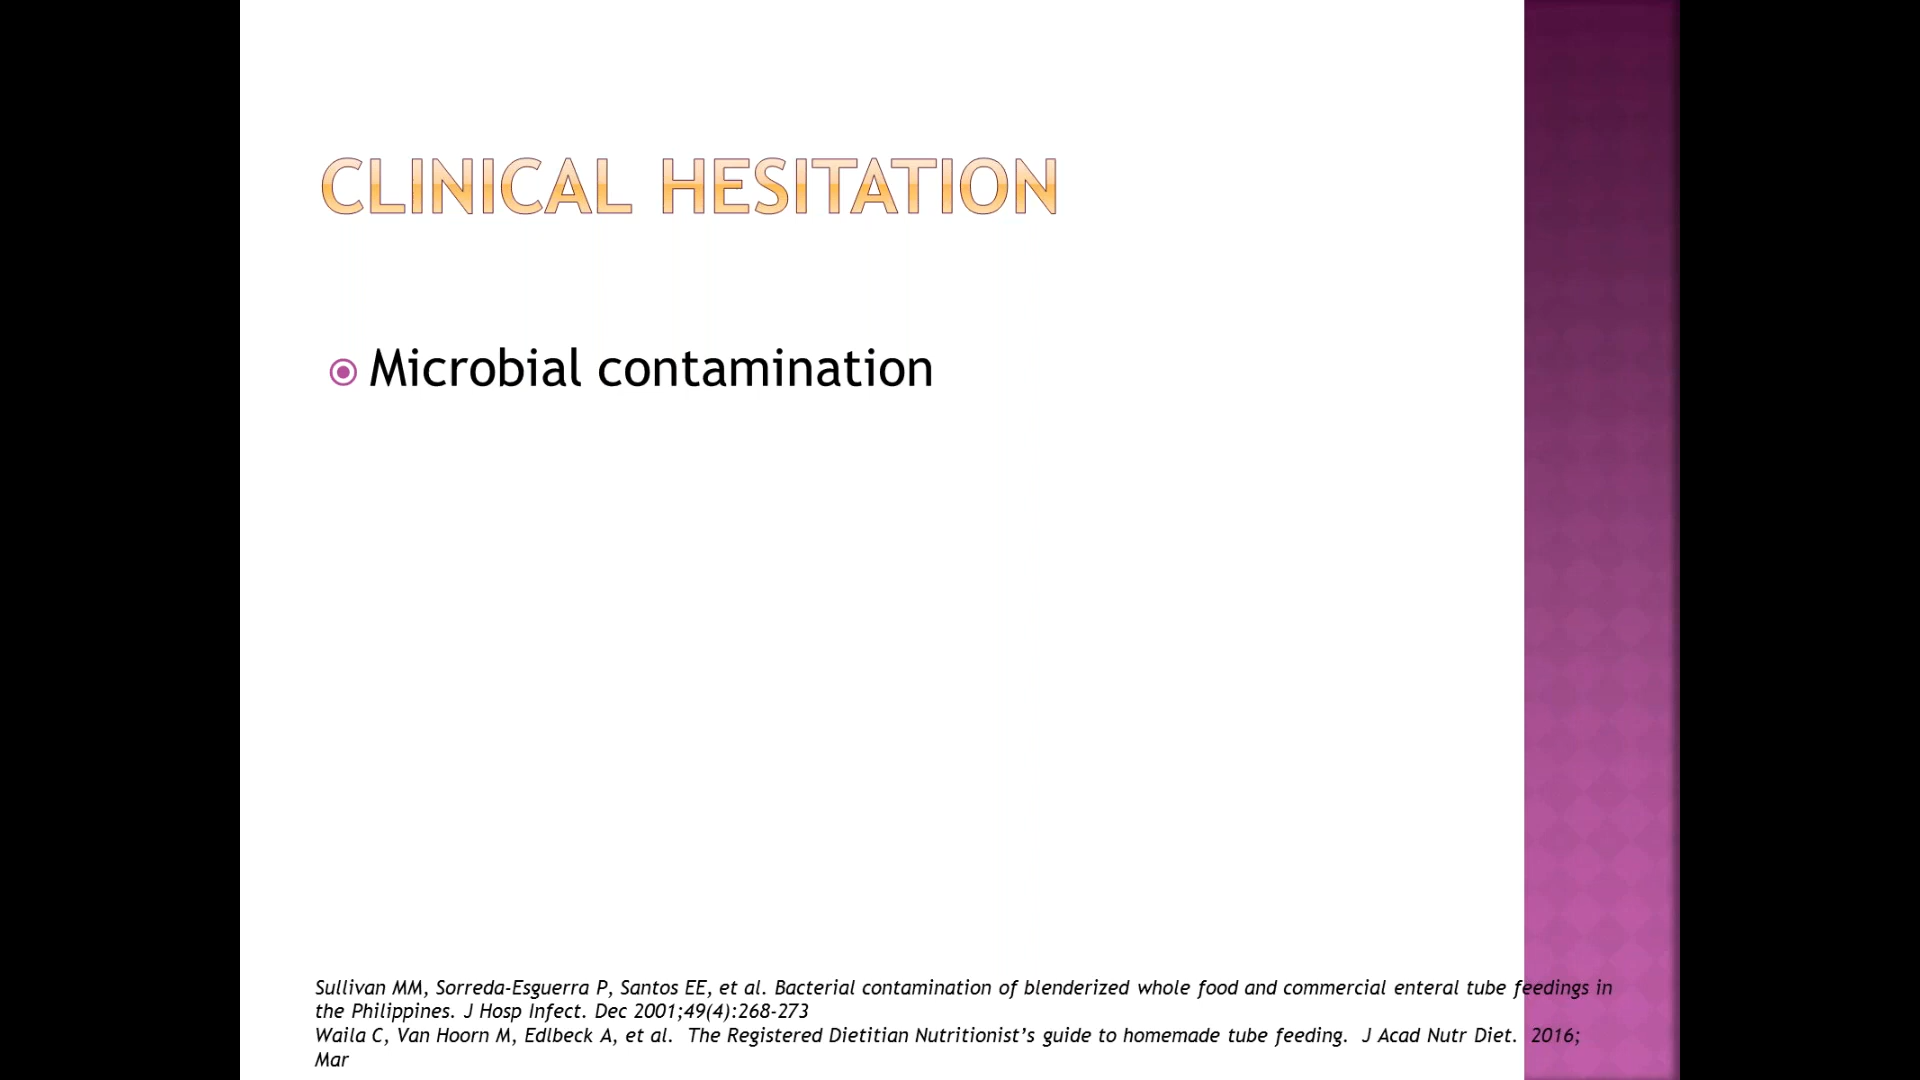 CLINICAL HESITATION
Microbial contamination
Sullivan MM, Sorreda-Esguerra P, Santos EE, et al. Bacterial contamination of blenderized whole food and commercial enteral tube feedings in
the Philippines. J Hosp Infect. Dec 2001;49(4):268-273
Waila C, Van Hoorn M, Edlbeck A, et al. The Registered Dietitian Nutritionist's guide to homemade tube feeding. J Acad Nutr Diet. 2016;
Mar